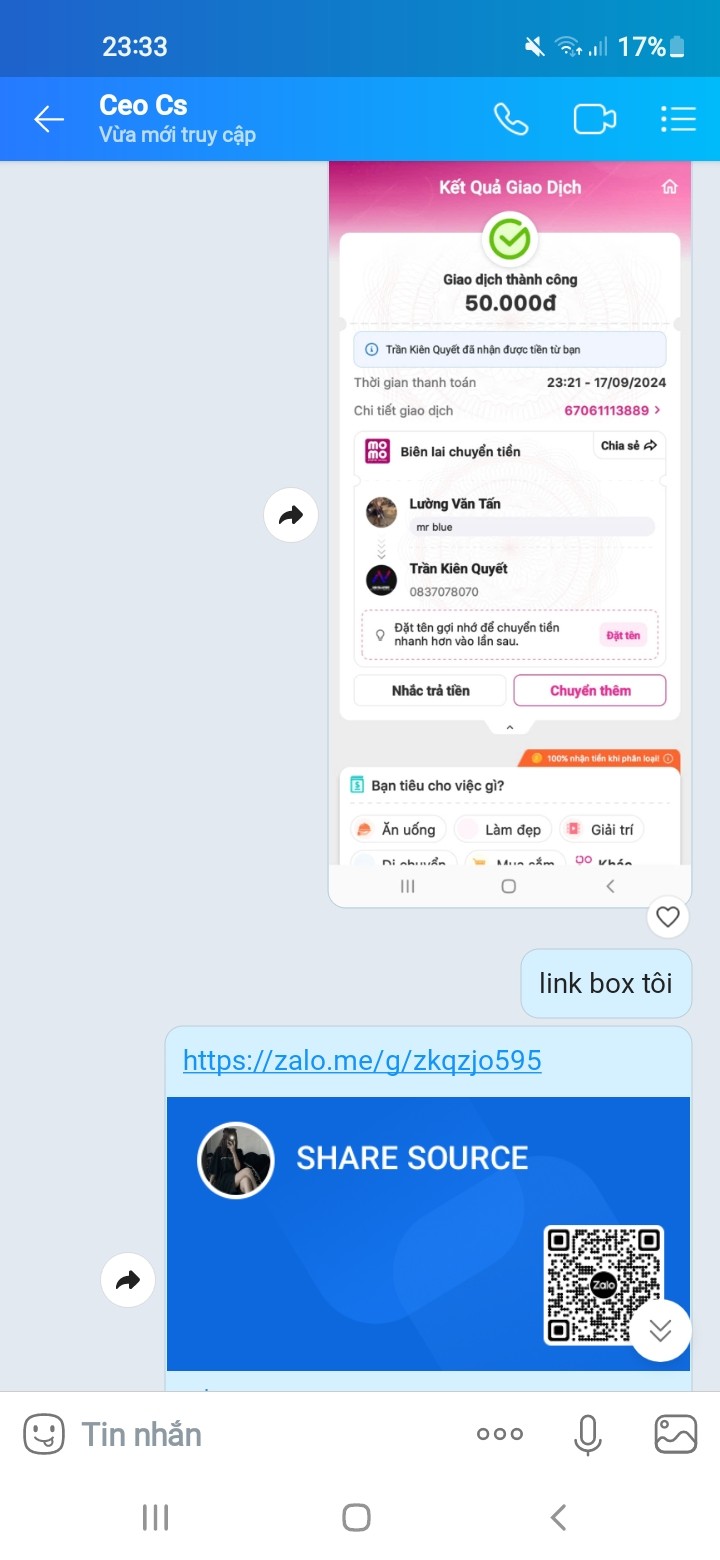 23:33
17%
Ceo Cs
Vừa mới truy cập
Kết Quả Giao Dịch
Giao dịch thành công
50.000đ
Trần Kiên Quyết đã nhận được tiền từ bạn
Thời gian thanh toán 23:21 - 17/09/2024
Chi tiết giao dịch 67061113889 >
mo mo
Biên lai chuyển tiền
Chia sẻ
Lường Văn Tấn
mr blue
Trần Kiên Quyết
0837078070
Đặt tên gợi nhớ để chuyển tiền
nhanh hơn vào lần sau.
Đặt tên
Nhắc trả tiền Chuyển thêm
100% nhận tiền khi phân loại!
Bạn tiêu cho việc gì?
Ăn uống Làm đẹp Giải trí
Di chuyển Mua sắm Khác
link box tôi
https://zalo.me/g/zkqzjo595
SHARE SOURCE
Zalo
Tin nhắn